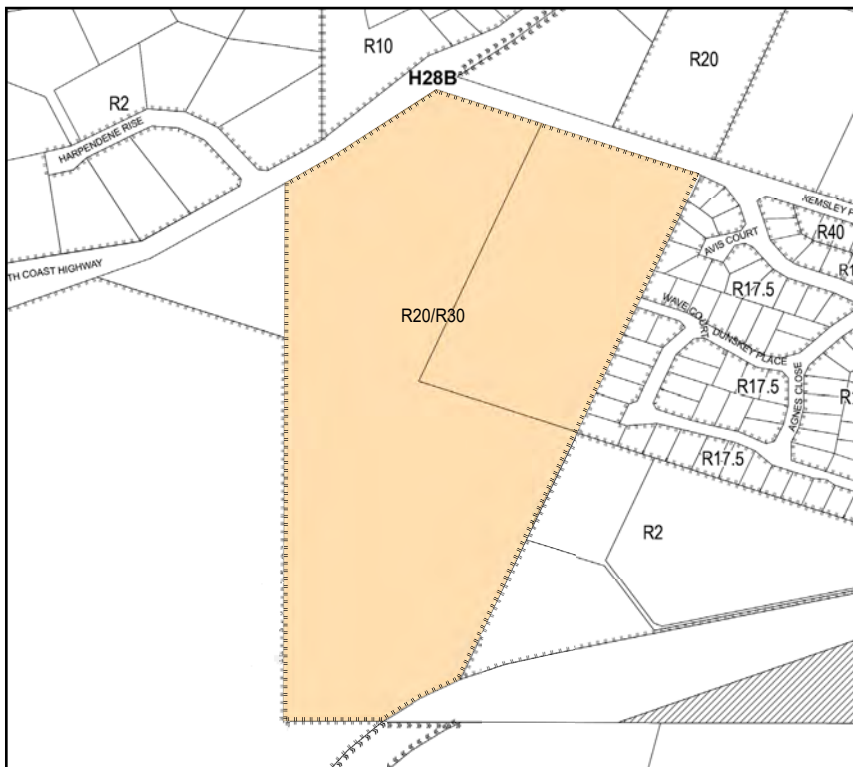 R10
R20
H28B
R2
HARPENDENE RISE
KEMSLEY P
R40
AVIS COURT
R1
TH COAST HIGHWAY
R17.5
WAVE COURT
R20/R30
DUNSKEY PLACE
R17.5
AGNES CLOSE
R17.5
R2